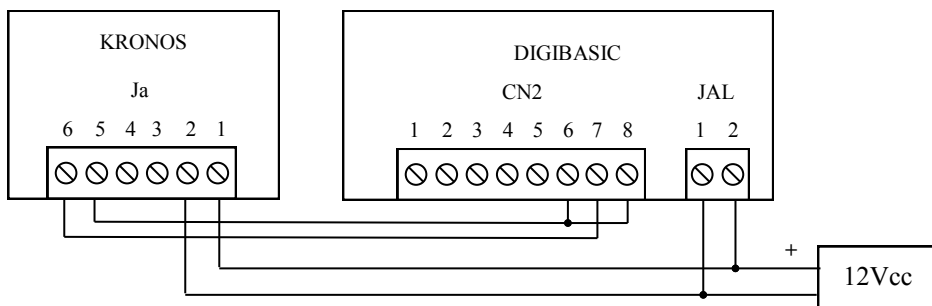 KRONOS
Ja
6 5 4 3 2 1
DIGIBASIC
CN2 JAL
1 2 3 4 5 6 7 8 1 2
+
12Vcc